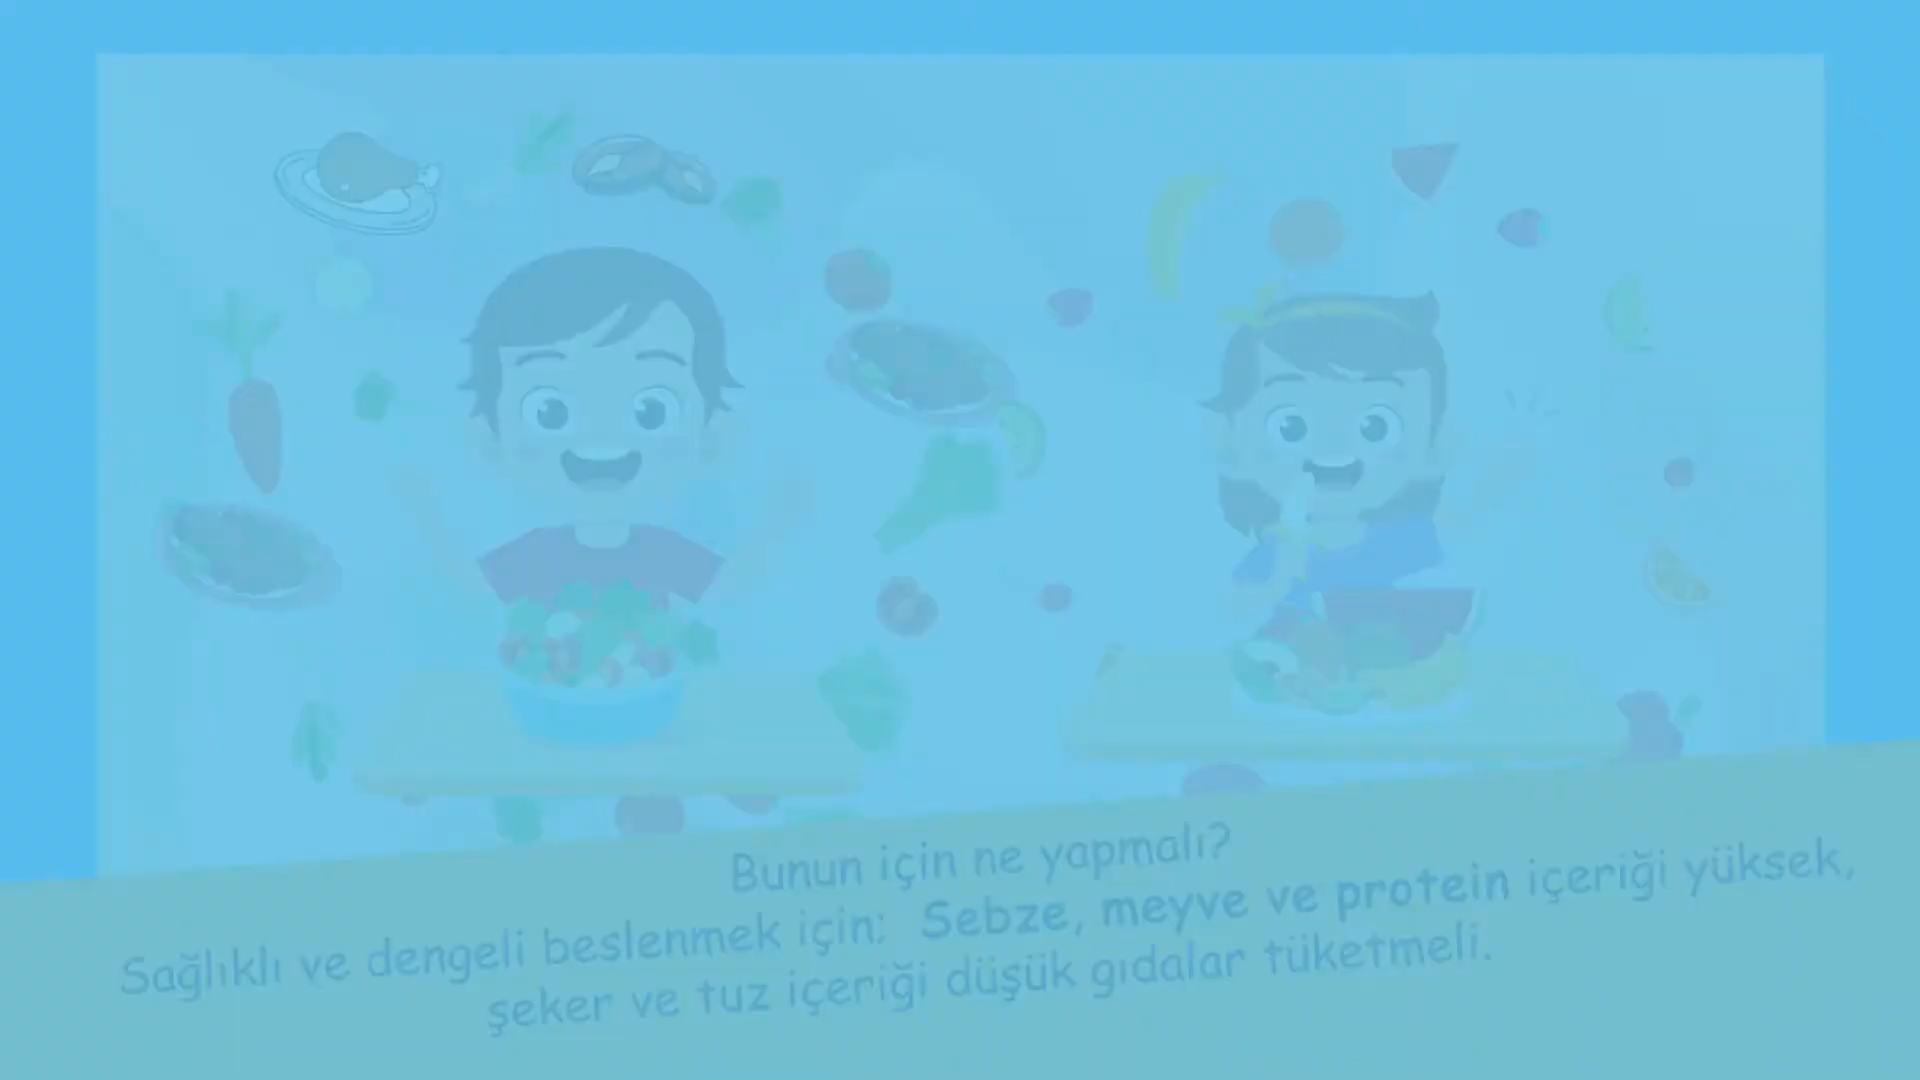 Bunun için ne yapmalı?
Sağlıklı ve dengeli beslenmek için: Sebze, meyve ve protein içeriği yüksek,
şeker ve tuz içeriği düşük gıdalar tüketmeli.